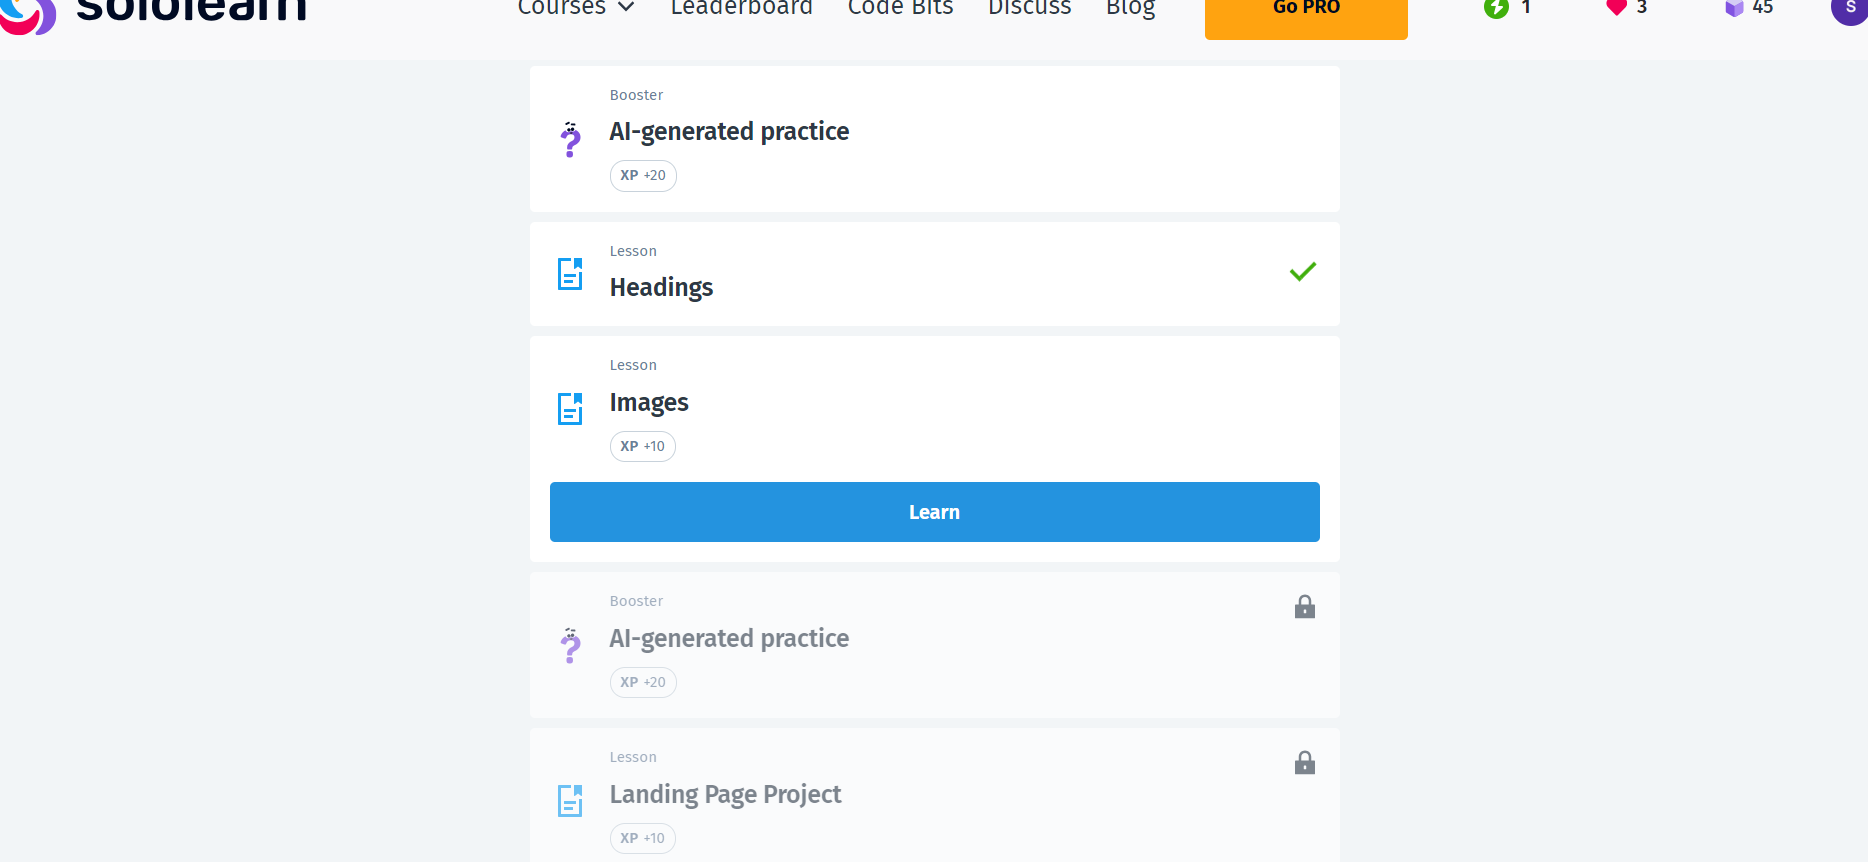 sololearn
Courses Leaderboard Code Bits Discuss Blog Go PRO 1 3 45 S
Booster
AI-generated practice
XP +20
Lesson
Headings
Lesson
Images
XP +10
Learn
Booster
AI-generated practice
XP +20
Lesson
Landing Page Project
XP +10